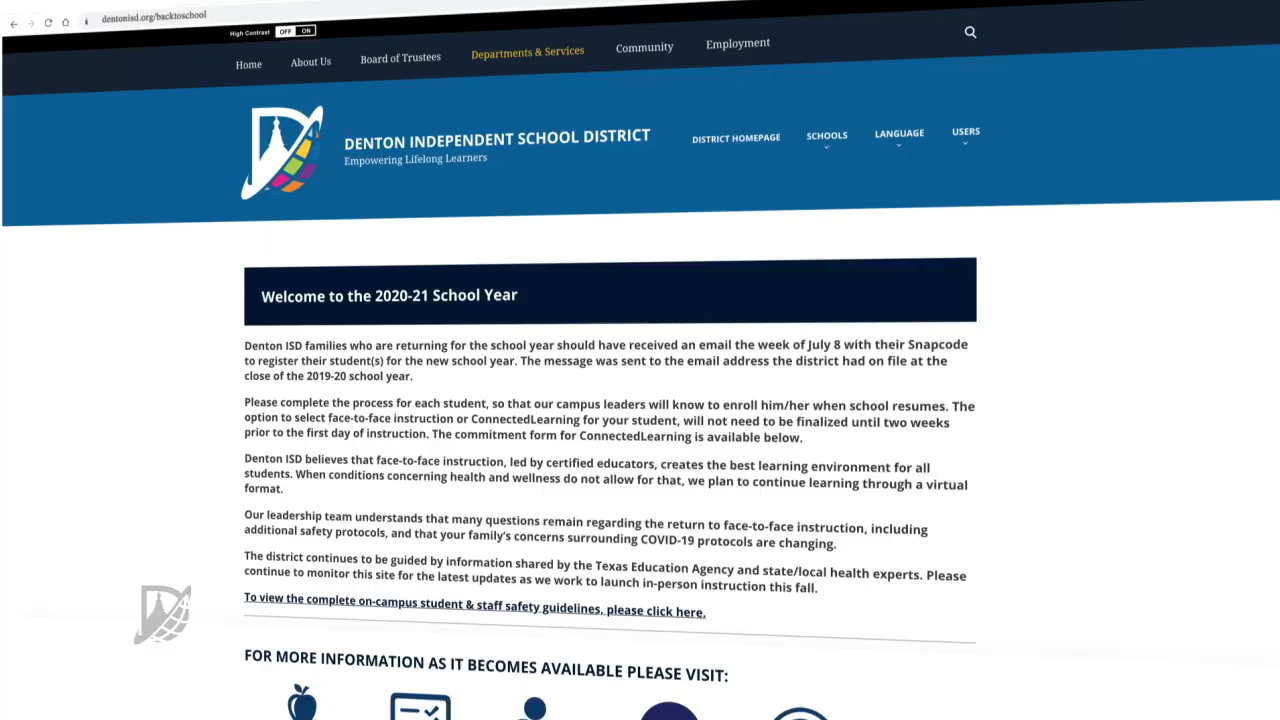 dentonisd.org/backtoschool
High Contrast OFF ON
Home About Us Board of Trustees Departments & Services Community Employment
DENTON INDEPENDENT SCHOOL DISTRICT
Empowering Lifelong Learners
DISTRICT HOMEPAGE SCHOOLS LANGUAGE USERS
Welcome to the 2020-21 School Year
Denton ISD families who are returning for the school year should have received an email the week of July 8 with their Snapcode
to register their student(s) for the new school year. The message was sent to the email address the district had on file at the
close of the 2019-20 school year.
Please complete the process for each student, so that our campus leaders will know to enroll him/her when school resumes. The
option to select face-to-face instruction or ConnectedLearning for your student, will not need to be finalized until two weeks
prior to the first day of instruction. The commitment form for ConnectedLearning is available below.
Denton ISD believes that face-to-face instruction, led by certified educators, creates the best learning environment for all
students. When conditions concerning health and wellness do not allow for that, we plan to continue learning through a virtual
format.
Our leadership team understands that many questions remain regarding the return to face-to-face instruction, including
additional safety protocols, and that your family's concerns surrounding COVID-19 protocols are changing.
The district continues to be guided by information shared by the Texas Education Agency and state/local health experts. Please
continue to monitor this site for the latest updates as we work to launch in-person instruction this fall.
To view the complete on-campus student & staff safety guidelines, please click here.
FOR MORE INFORMATION AS IT BECOMES AVAILABLE PLEASE VISIT: